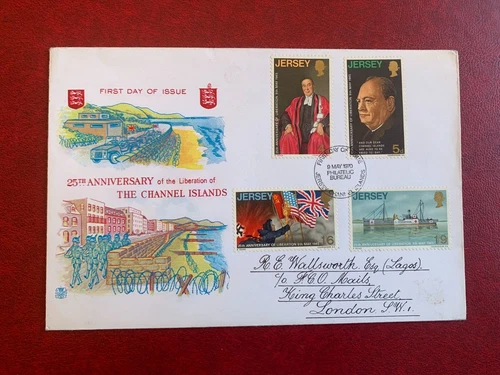 FIRST DAY OF ISSUE
25TH ANNIVERSARY of the Liberation of
THE CHANNEL ISLANDS
JERSEY
JERSEY
5d
9 MAY 1970
PHILATELIC
BUREAU
JERSEY
1/6
JERSEY
1/9
R.E. Wallsworth Esq (Lagos)
c/o F.C.O Mails,
King Charles Street,
London S.W.1.